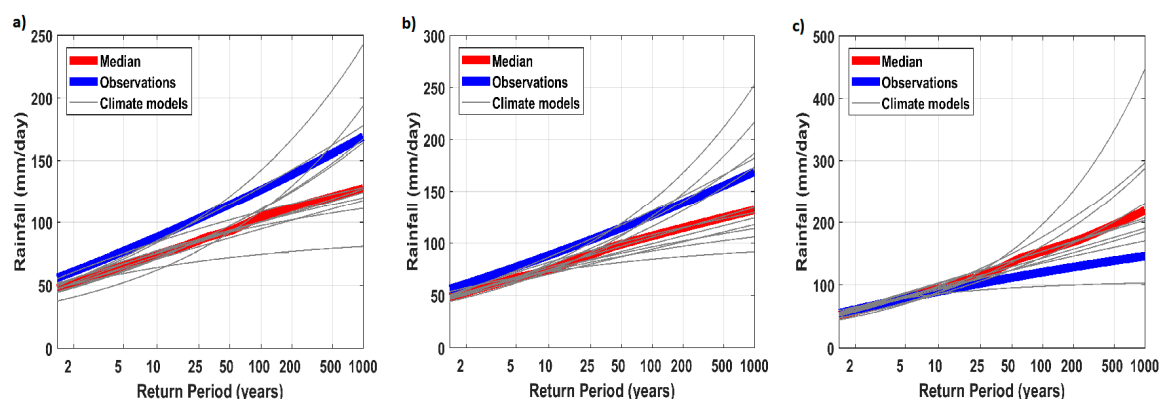 a)
250
200
150
100
50
0
Rainfall (mm/day)
Median
Observations
Climate models
2 5 10 25 50 100 200 500 1000
Return Period (years)
b)
300
250
200
150
100
50
0
Rainfall (mm/day)
Median
Observations
Climate models
2 5 10 25 50 100 200 500 1000
Return Period (years)
c)
500
400
300
200
100
0
Rainfall (mm/day)
Median
Observations
Climate models
2 5 10 25 50 100 200 500 1000
Return Period (years)